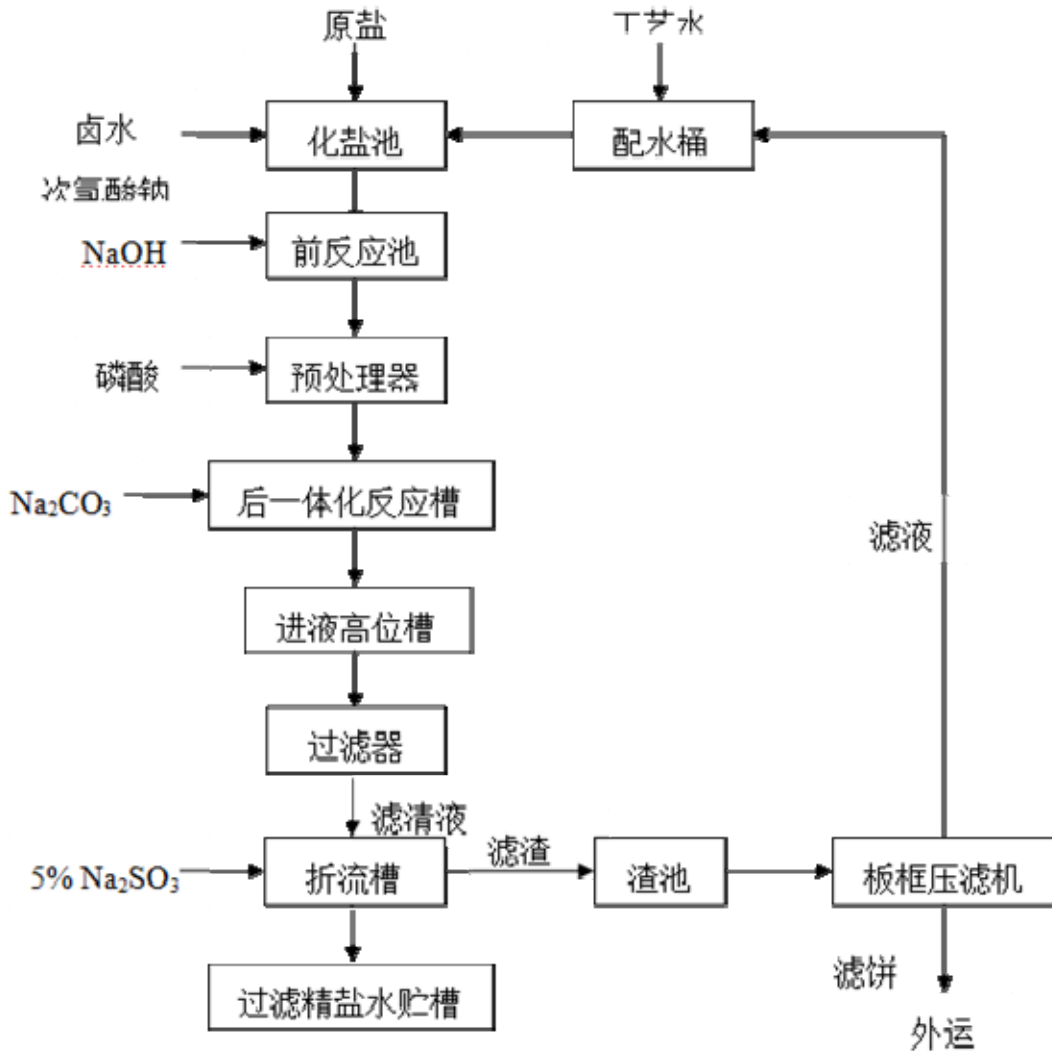 原盐
工艺水
卤水
化盐池
配水桶
次氯酸钠
NaOH
前反应池
磷酸
预处理器
Na₂CO₃
后一体化反应槽
滤液
进液高位槽
过滤器
滤清液
滤渣
5% Na₂SO₃
折流槽
渣池
板框压滤机
滤饼
过滤精盐水贮槽
外运